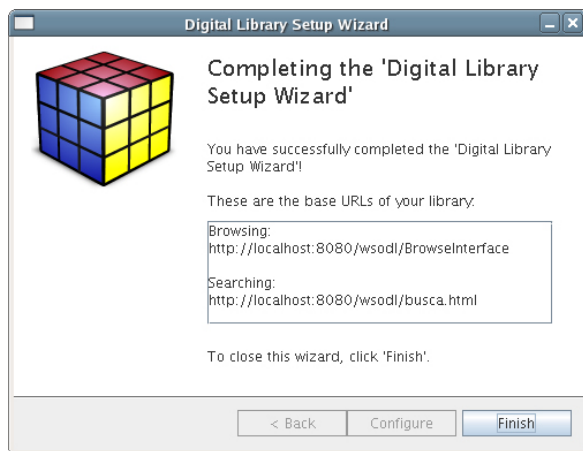 Digital Library Setup Wizard
Completing the 'Digital Library
Setup Wizard'
You have successfully completed the 'Digital Library
Setup Wizard'!
These are the base URLs of your library:
Browsing:
http://localhost:8080/wsodl/BrowseInterface
Searching:
http://localhost:8080/wsodl/busca.html
To close this wizard, click 'Finish'.
< Back
Configure
Finish